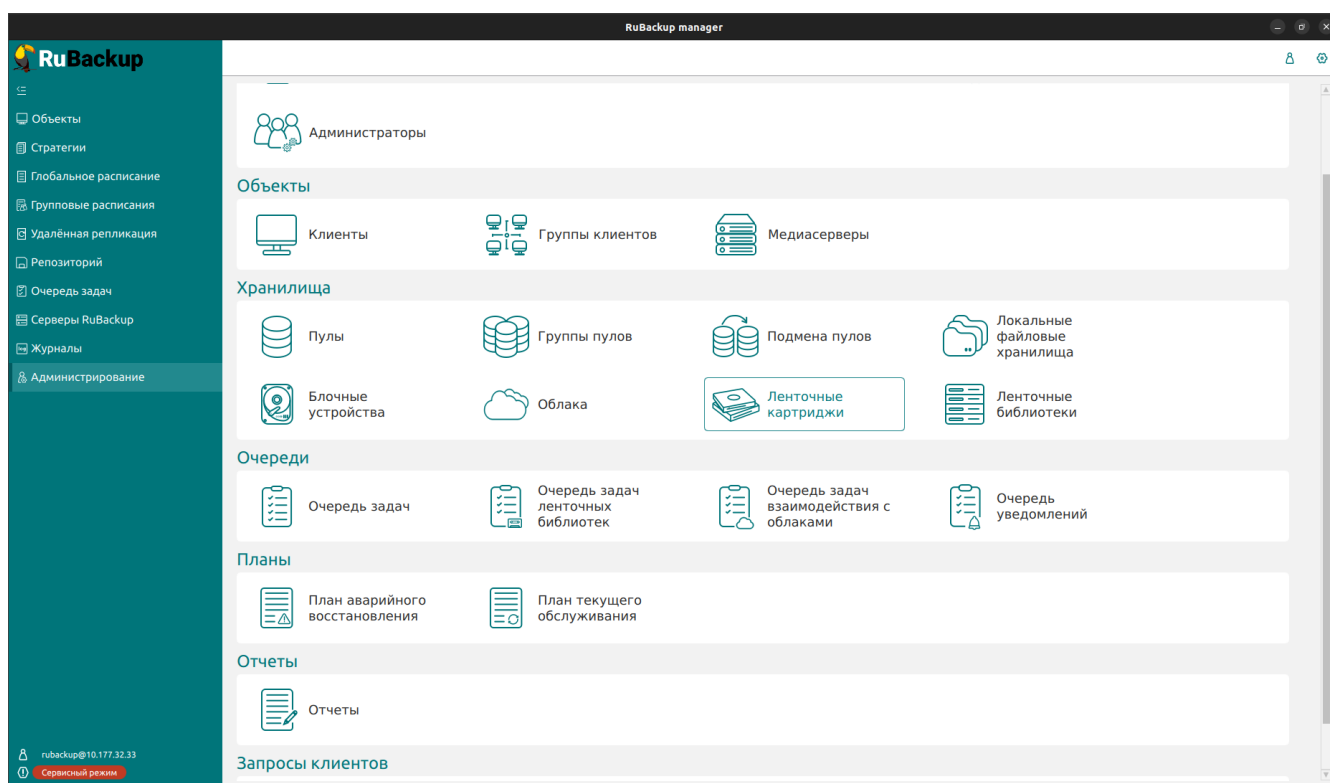 RuBackup manager
RuBackup
Объекты
Стратегии
Глобальное расписание
Групповые расписания
Удалённая репликация
Репозиторий
Очередь задач
Серверы RuBackup
Журналы
Администрирование
rubackup@10.177.32.33
Сервисный режим
Администраторы
Объекты
Клиенты
Группы клиентов
Медиасерверы
Хранилища
Пулы
Группы пулов
Подмена пулов
Локальные
файловые
хранилища
Блочные
устройства
Облака
Ленточные
картриджи
Ленточные
библиотеки
Очереди
Очередь задач
Очередь задач
ленточных
библиотек
Очередь задач
взаимодействия с
облаками
Очередь
уведомлений
Планы
План аварийного
восстановления
План текущего
обслуживания
Отчеты
Отчеты
Запросы клиентов